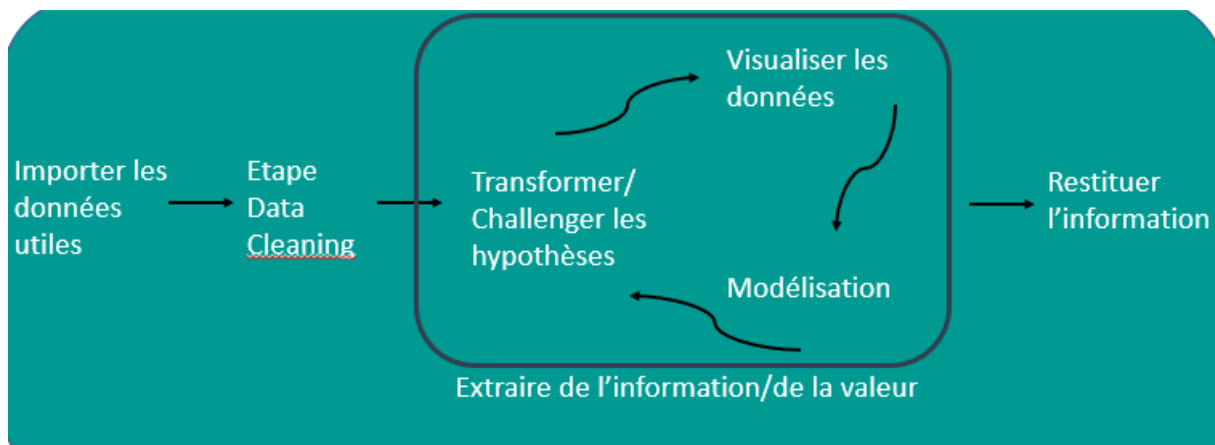 Importer les
données
utiles
Etape
Data
Cleaning
Transformer/
Challenger les
hypothèses
Visualiser les
données
Modélisation
Extraire de l’information/de la valeur
Restituer
l’information